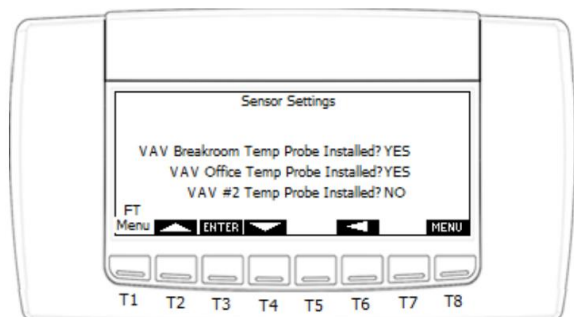 Sensor Settings
VAV Breakroom Temp Probe Installed? YES
VAV Office Temp Probe Installed? YES
VAV #2 Temp Probe Installed? NO
FT
Menu ENTER MENU
T1 T2 T3 T4 T5 T6 T7 T8